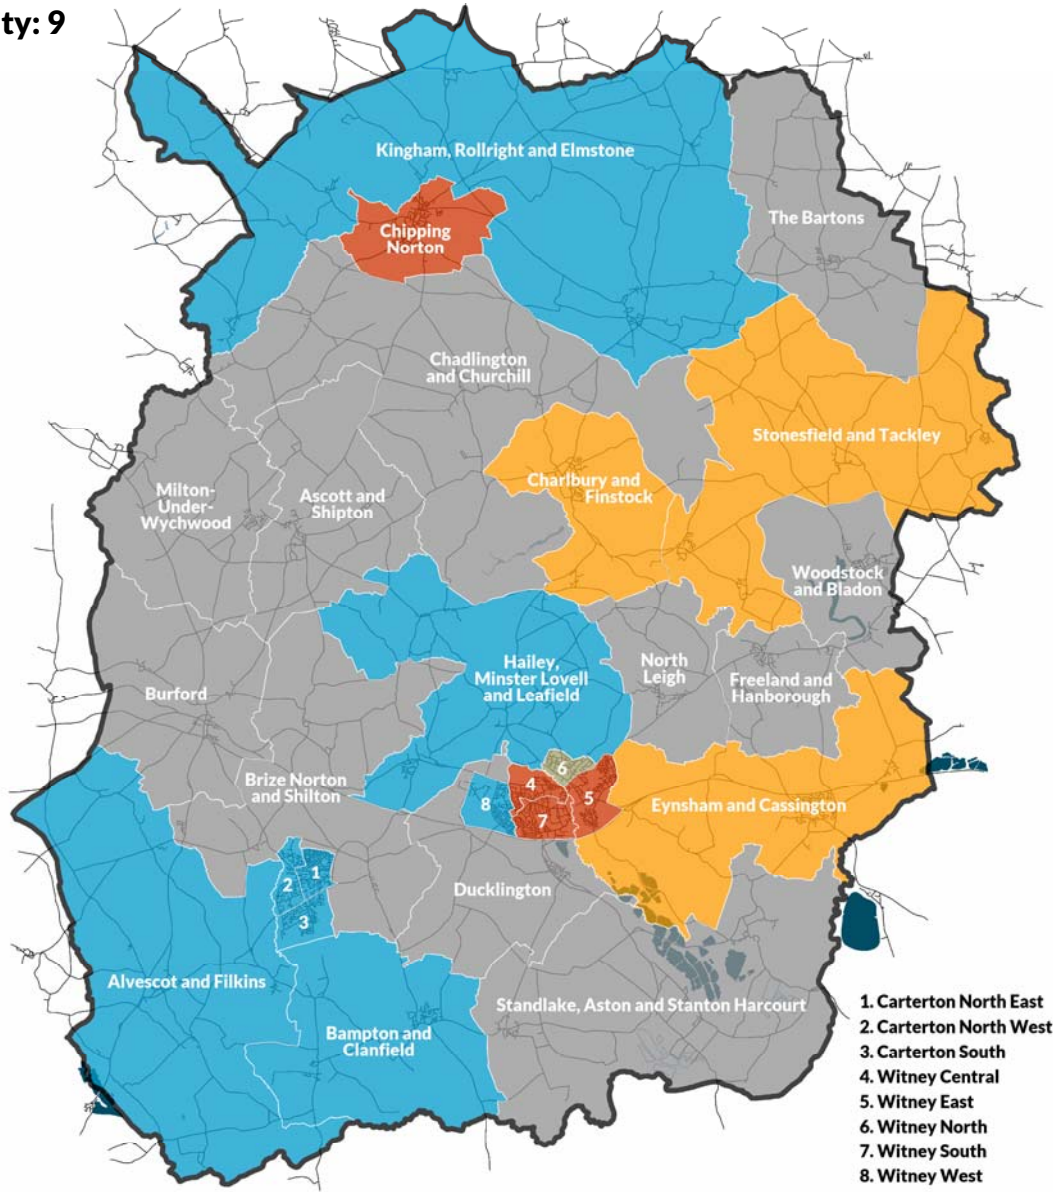 ty: 9
Kingham, Rollright and Elmstone
The Bartons
Chipping
Norton
Chadlington
and Churchill
Stonesfield and Tackley
Charlbury and
Finstock
Milton-
Under-
Wychwood
Ascott and
Shipton
Woodstock
and Bladon
Hailey,
Minster Lovell
and Leafield
North
Leigh
Freeland and
Hanborough
Burford
Brize Norton
and Shilton
6
4
5
8
7
Eynsham and Cassington
1
2
3
Ducklington
Alvescot and Filkins
Standlake, Aston and Stanton Harcourt
Bampton and
Clanfield
1. Carterton North East
2. Carterton North West
3. Carterton South
4. Witney Central
5. Witney East
6. Witney North
7. Witney South
8. Witney West